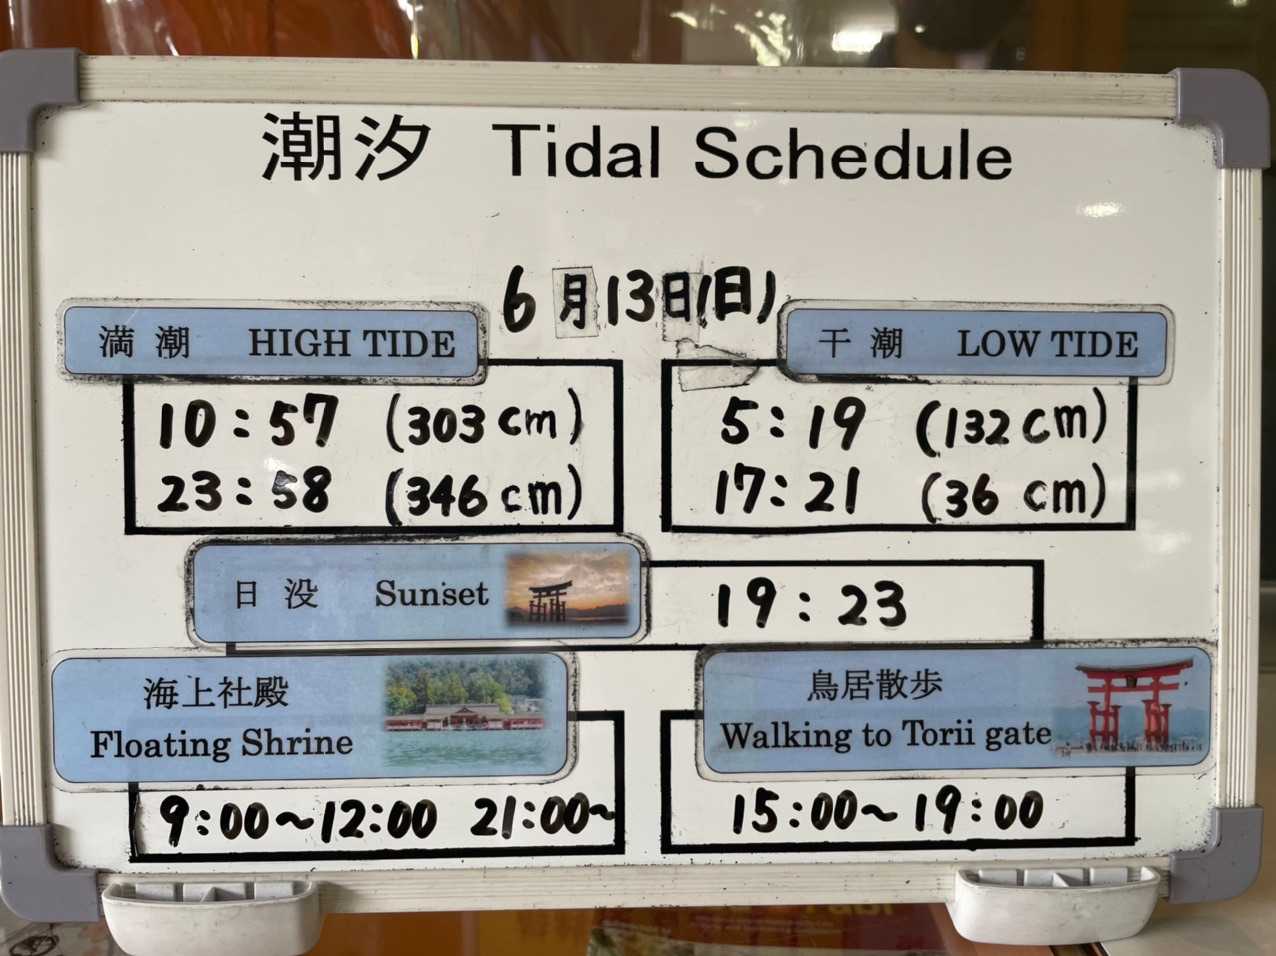 潮汐 Tidal Schedule
6月13日(日)
満潮 HIGH TIDE
10:57 (303cm)
23:58 (346cm)
干潮 LOW TIDE
5:19 (132cm)
17:21 (36cm)
日没 Sunset
19:23
海上社殿
Floating Shrine
9:00~12:00 21:00~
鳥居散歩
Walking to Torii gate
15:00~19:00